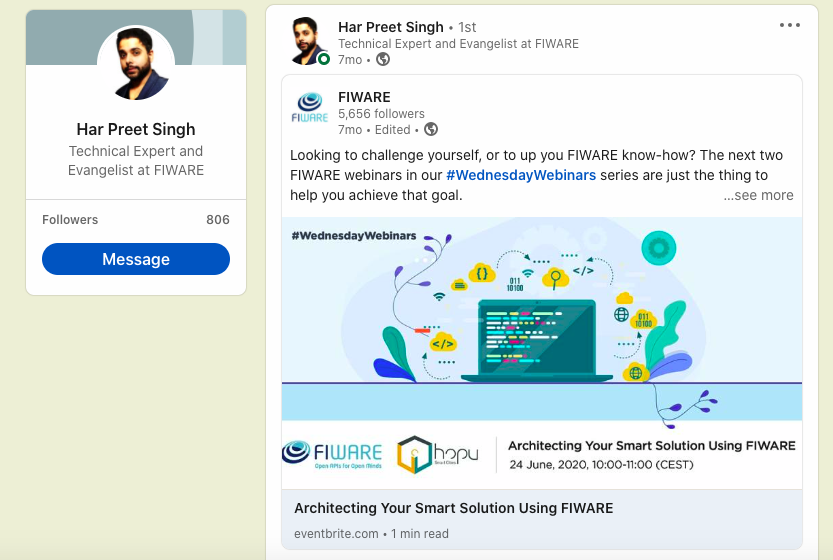 Har Preet Singh
Technical Expert and
Evangelist at FIWARE
Followers 806
Message
Har Preet Singh • 1st
Technical Expert and Evangelist at FIWARE
7mo •
FIWARE
FIWARE
5,656 followers
7mo • Edited •
Looking to challenge yourself, or to up you FIWARE know-how? The next two
FIWARE webinars in our #WednesdayWebinars series are just the thing to
help you achieve that goal.
...see more
#WednesdayWebinars
{}
011
10100
</>
011
10100
</>
FIWARE
Open APIs for Open Minds
hopu
Smart Cities
Architecting Your Smart Solution Using FIWARE
24 June, 2020, 10:00-11:00 (CEST)
Architecting Your Smart Solution Using FIWARE
eventbrite.com • 1 min read